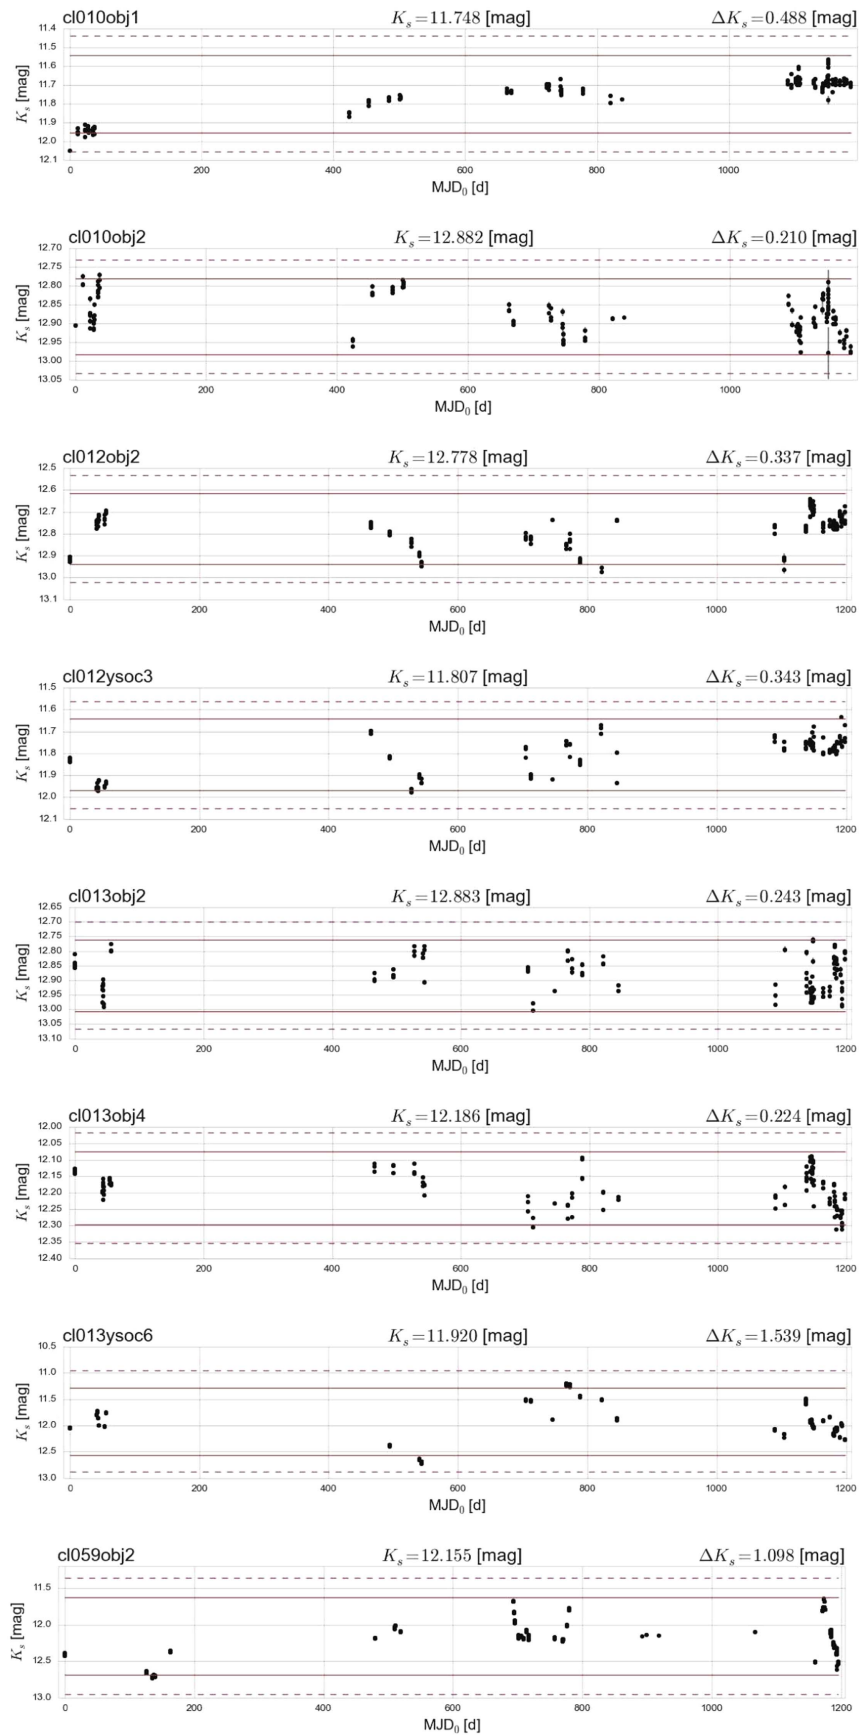 cl010obj1 K_s=11.748 [mag] ΔK_s=0.488 [mag]
11.4
11.5
11.6
11.7
11.8
11.9
12.0
12.1
K_s [mag]
0 200 400 600 800 1000
MJD_0 [d]
cl010obj2 K_s=12.882 [mag] ΔK_s=0.210 [mag]
12.70
12.75
12.80
12.85
12.90
12.95
13.00
13.05
K_s [mag]
0 200 400 600 800 1000
MJD_0 [d]
cl012obj2 K_s=12.778 [mag] ΔK_s=0.337 [mag]
12.5
12.6
12.7
12.8
12.9
13.0
13.1
K_s [mag]
0 200 400 600 800 1000 1200
MJD_0 [d]
cl012ysoc3 K_s=11.807 [mag] ΔK_s=0.343 [mag]
11.5
11.6
11.7
11.8
11.9
12.0
12.1
K_s [mag]
0 200 400 600 800 1000 1200
MJD_0 [d]
cl013obj2 K_s=12.883 [mag] ΔK_s=0.243 [mag]
12.65
12.70
12.75
12.80
12.85
12.90
12.95
13.00
13.05
13.10
K_s [mag]
0 200 400 600 800 1000 1200
MJD_0 [d]
cl013obj4 K_s=12.186 [mag] ΔK_s=0.224 [mag]
12.00
12.05
12.10
12.15
12.20
12.25
12.30
12.35
12.40
K_s [mag]
0 200 400 600 800 1000 1200
MJD_0 [d]
cl013ysoc6 K_s=11.920 [mag] ΔK_s=1.539 [mag]
10.5
11.0
11.5
12.0
12.5
13.0
K_s [mag]
0 200 400 600 800 1000 1200
MJD_0 [d]
cl059obj2 K_s=12.155 [mag] ΔK_s=1.098 [mag]
11.5
12.0
12.5
13.0
K_s [mag]
0 200 400 600 800 1000 1200
MJD_0 [d]